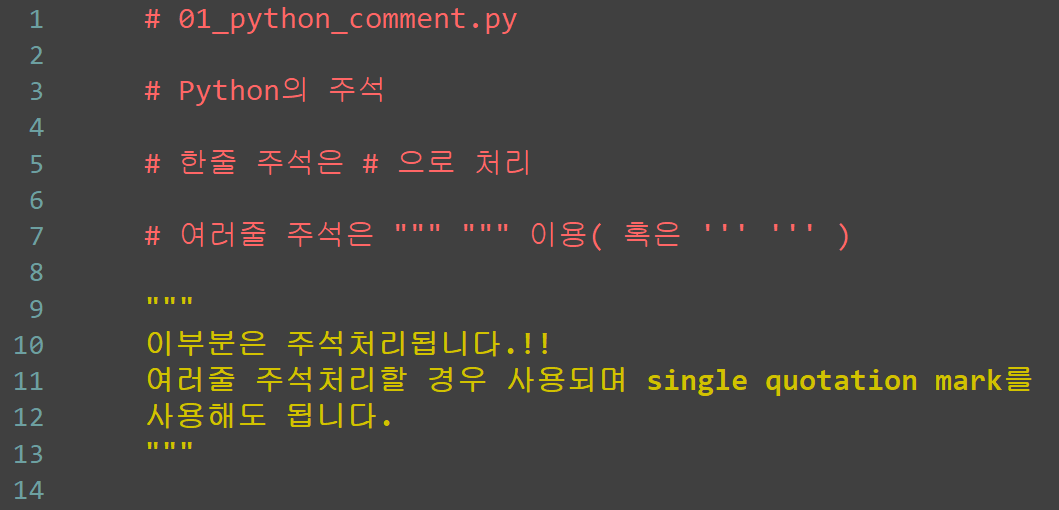 1 # 01_python_comment.py
2
3 # Python의 주석
4
5 # 한줄 주석은 # 으로 처리
6
7 # 여러줄 주석은 """ """ 이용( 혹은 ''' ''' )
8
9 """
10 이부분은 주석처리됩니다.!!
11 여러줄 주석처리할 경우 사용되며 single quotation mark를
12 사용해도 됩니다.
13 """
14